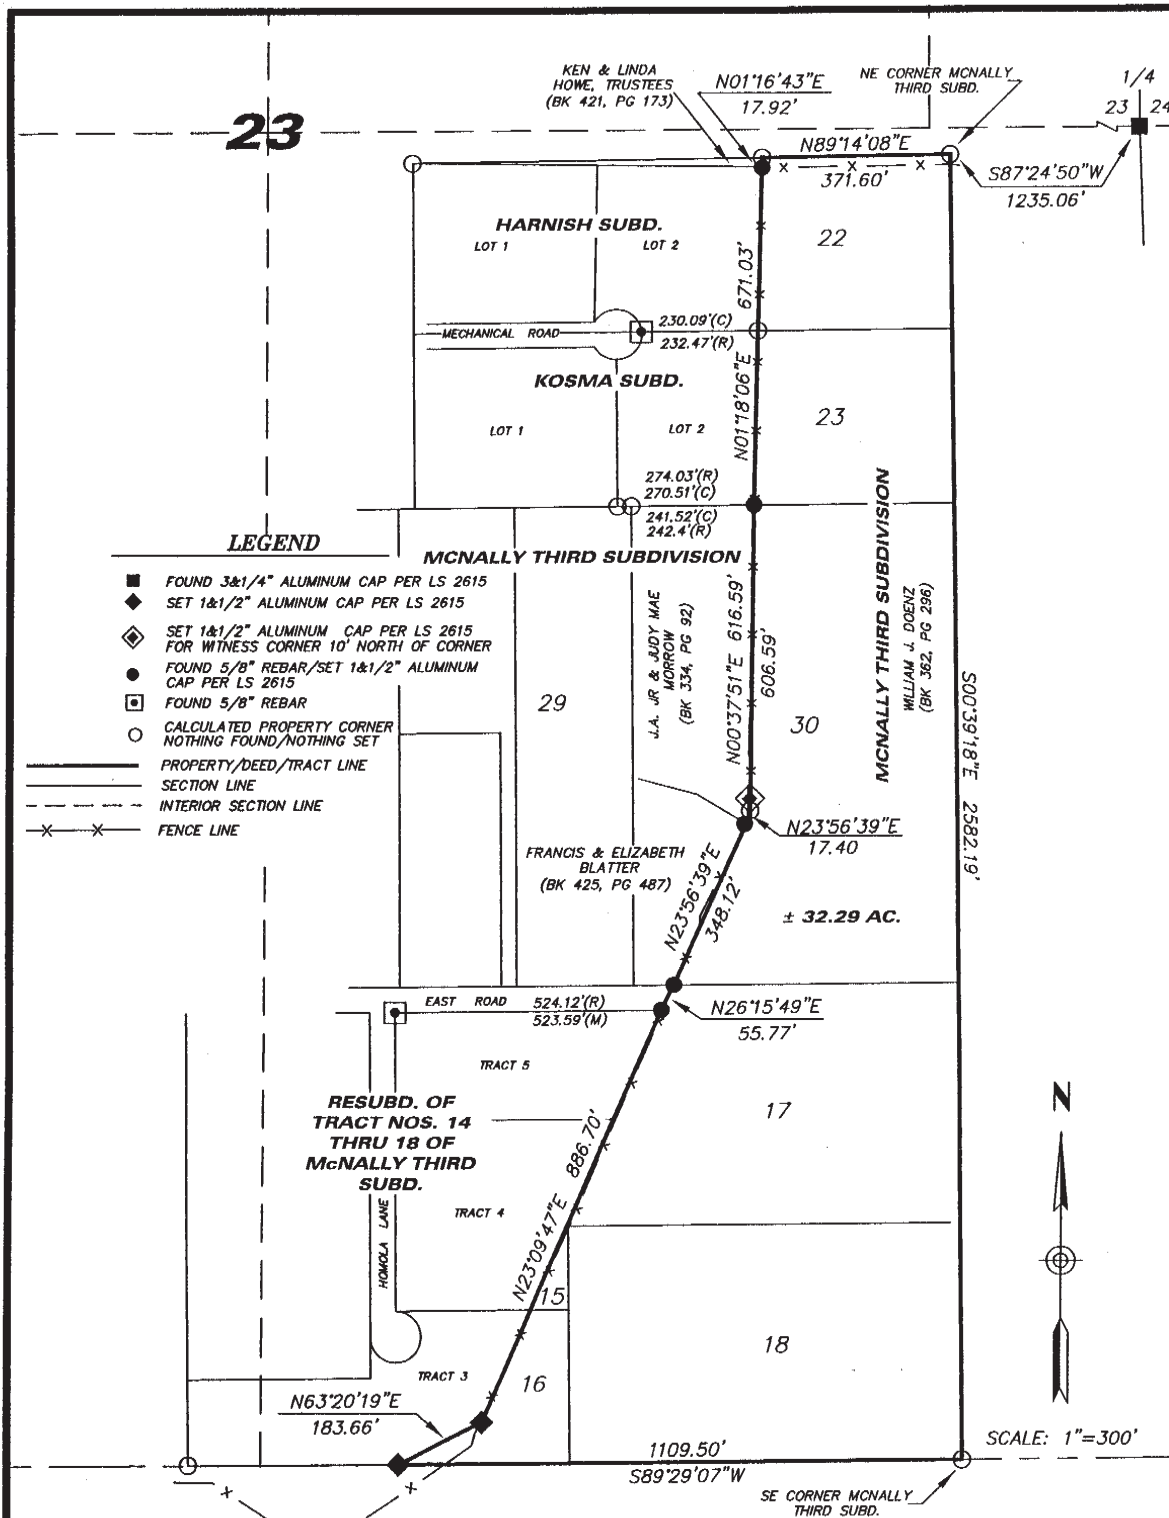 KEN & LINDA
HOWE, TRUSTEES
(BK 421, PG 173)
N01°16'43"E
17.92'
NE CORNER MCNALLY
THIRD SUBD.
1/4
23 24
23
N89°14'08"E
371.60'
S87°24'50"W
1235.06'
HARNISH SUBD.
LOT 1
LOT 2
22
671.03'
MECHANICAL ROAD
230.09'(C)
232.47'(R)
KOSMA SUBD.
N01°18'06"E
LOT 1
LOT 2
23
274.03'(R)
270.51'(C)
241.52'(C)
242.4'(R)
MCNALLY THIRD SUBDIVISION
LEGEND
FOUND 3&1/4" ALUMINUM CAP PER LS 2615
SET 1&1/2" ALUMINUM CAP PER LS 2615
SET 1&1/2" ALUMINUM CAP PER LS 2615
FOR WITNESS CORNER 10' NORTH OF CORNER
FOUND 5/8" REBAR/SET 1&1/2" ALUMINUM
CAP PER LS 2615
FOUND 5/8" REBAR
CALCULATED PROPERTY CORNER
NOTHING FOUND/NOTHING SET
PROPERTY/DEED/TRACT LINE
SECTION LINE
INTERIOR SECTION LINE
FENCE LINE
29
J.A. JR & JUDY MAE
MORROW
(BK 334, PG 92)
N00°37'51"E 616.59'
606.59'
30
MCNALLY THIRD SUBDIVISION
WILLIAM J. DOENZ
(BK 362, PG 296)
S00°39'18"E 2582.19'
N23°56'39"E
17.40
FRANCIS & ELIZABETH
BLATTER
(BK 425, PG 487)
N23°56'39"E
348.12'
± 32.29 AC.
EAST ROAD
524.12'(R)
523.59'(M)
N26°15'49"E
55.77'
TRACT 5
RESUBD. OF
TRACT NOS. 14
THRU 18 OF
McNALLY THIRD
SUBD.
17
N
N23°09'47"E 886.70'
TRACT 4
HOMOLA LANE
15
18
TRACT 3
16
N63°20'19"E
183.66'
1109.50'
S89°29'07"W
SCALE: 1"=300'
SE CORNER MCNALLY
THIRD SUBD.